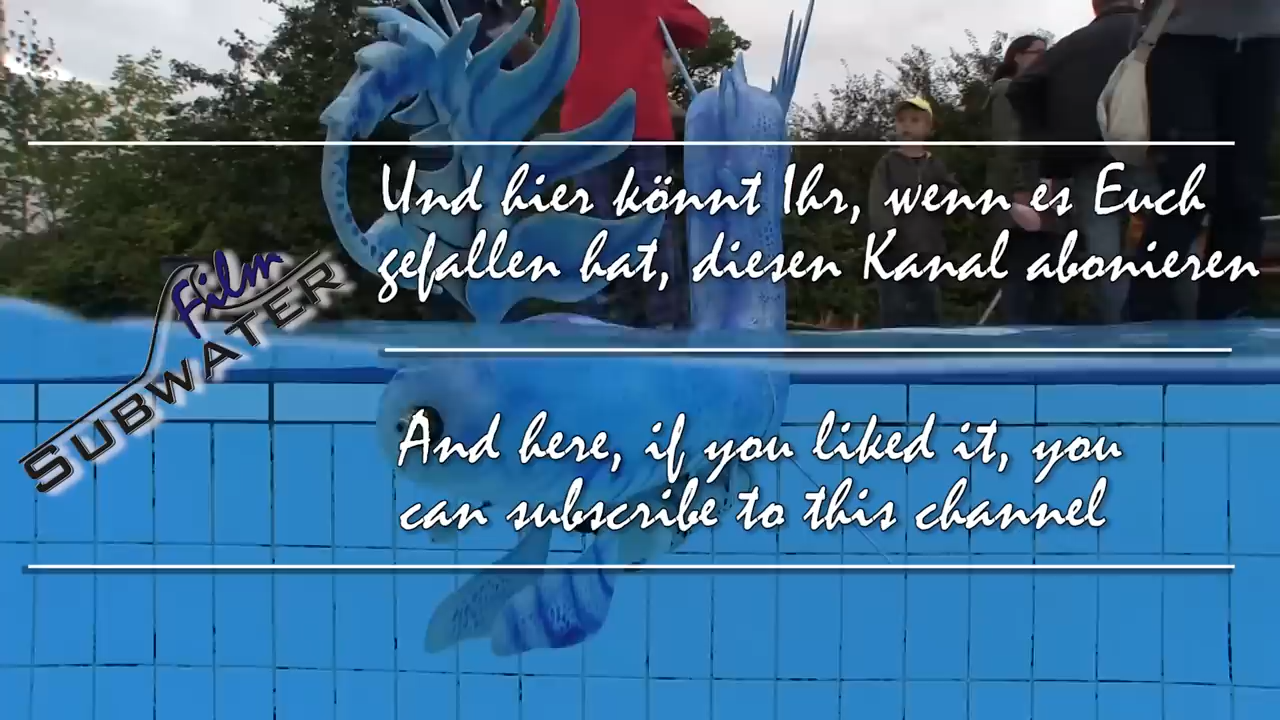 Und hier könnt Ihr, wenn es Euch
gefallen hat, diesen Kanal abonieren
Film
SUBWATER
And here, if you liked it, you
can subscribe to this channel